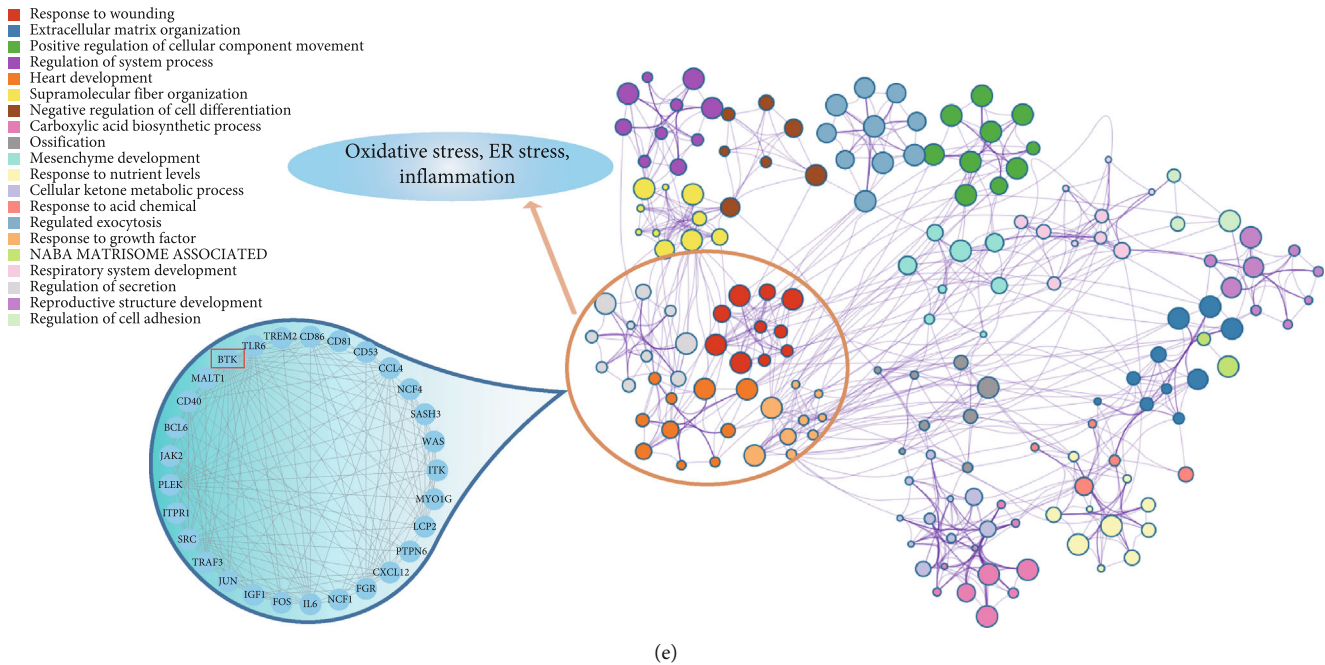 Response to wounding
Extracellular matrix organization
Positive regulation of cellular component movement
Regulation of system process
Heart development
Supramolecular fiber organization
Negative regulation of cell differentiation
Carboxylic acid biosynthetic process
Ossification
Mesenchyme development
Response to nutrient levels
Cellular ketone metabolic process
Response to acid chemical
Regulated exocytosis
Response to growth factor
NABA MATRISOME ASSOCIATED
Respiratory system development
Regulation of secretion
Reproductive structure development
Regulation of cell adhesion
Oxidative stress, ER stress,
inflammation
TREM2
CD86
CD81
CD53
CCL4
NCF4
SASH3
WAS
ITK
MYO1G
LCP2
PTPN6
CXCL12
FGR
NCF1
IL6
FOS
IGF1
JUN
TRAF3
SRC
ITPR1
PLEK
JAK2
BCL6
CD40
MALT1
BTK
TLR6
(e)